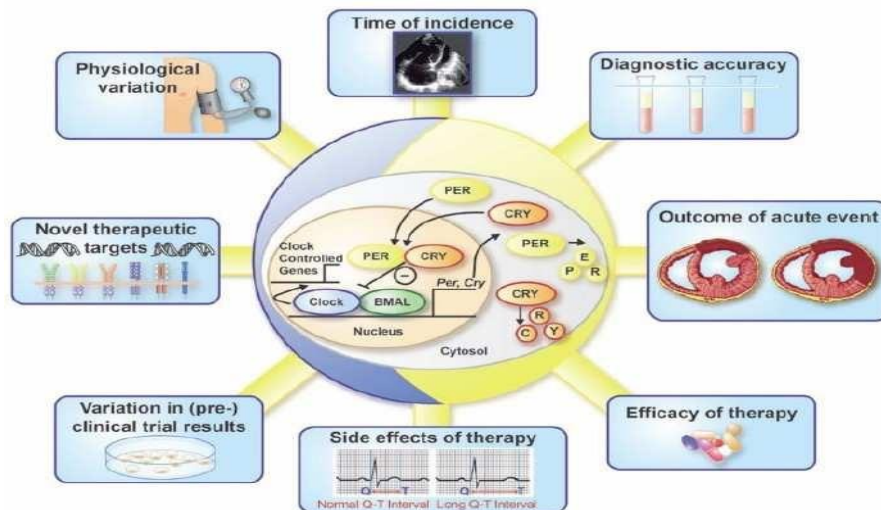 Time of incidence
Physiological
variation
Diagnostic accuracy
Novel therapeutic
targets
Outcome of acute event
PER
CRY
PER
E
P
R
Clock
Controlled
Genes
PER
CRY
−
Per, Cry
Clock
BMAL
Nucleus
CRY
R
C
Y
Cytosol
Variation in (pre-)
clinical trial results
Side effects of therapy
Q
T
Q
T
Normal Q-T Interval
Long Q-T Interval
Efficacy of therapy